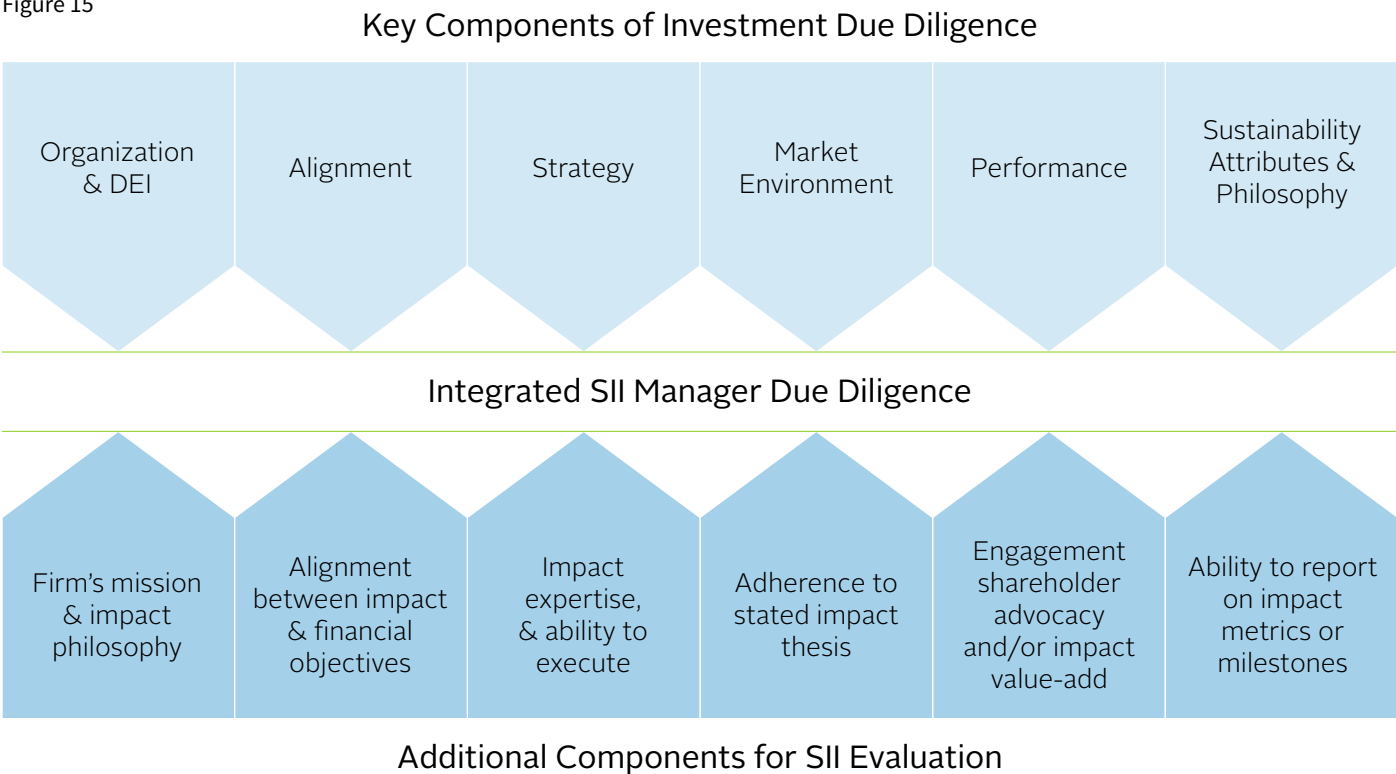 Figure 15
Key Components of Investment Due Diligence
Organization
& DEI
Alignment
Strategy
Market
Environment
Performance
Sustainability
Attributes &
Philosophy
Integrated SII Manager Due Diligence
Firm's mission
& impact
philosophy
Alignment
between impact
& financial
objectives
Impact
expertise,
& ability to
execute
Adherence to
stated impact
thesis
Engagement
shareholder
advocacy
and/or impact
value-add
Ability to report
on impact
metrics or
milestones
Additional Components for SII Evaluation